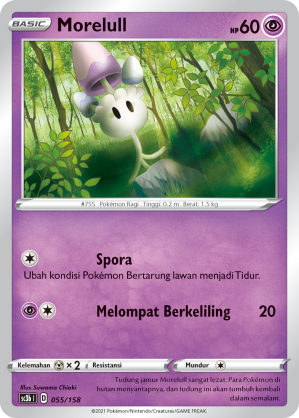 BASIC Morelull HP60
#755 Pokémon Ragi Tinggi: 0.2 m Berat: 1.5 kg
Spora
Ubah kondisi Pokémon Bertarung lawan menjadi Tidur.
Melompat Berkeliling 20
Kelemahan ×2 Resistansi Mundur
Tudung jamur Morelull sangat lezat. Para Pokémon di
hutan menyantapnya, dan tudung ini akan tumbuh kembali
dalam semalam.
Illus. Suwama Chiaki
sc3b I D 055/158
©2021 Pokémon/Nintendo/Creatures/GAME FREAK